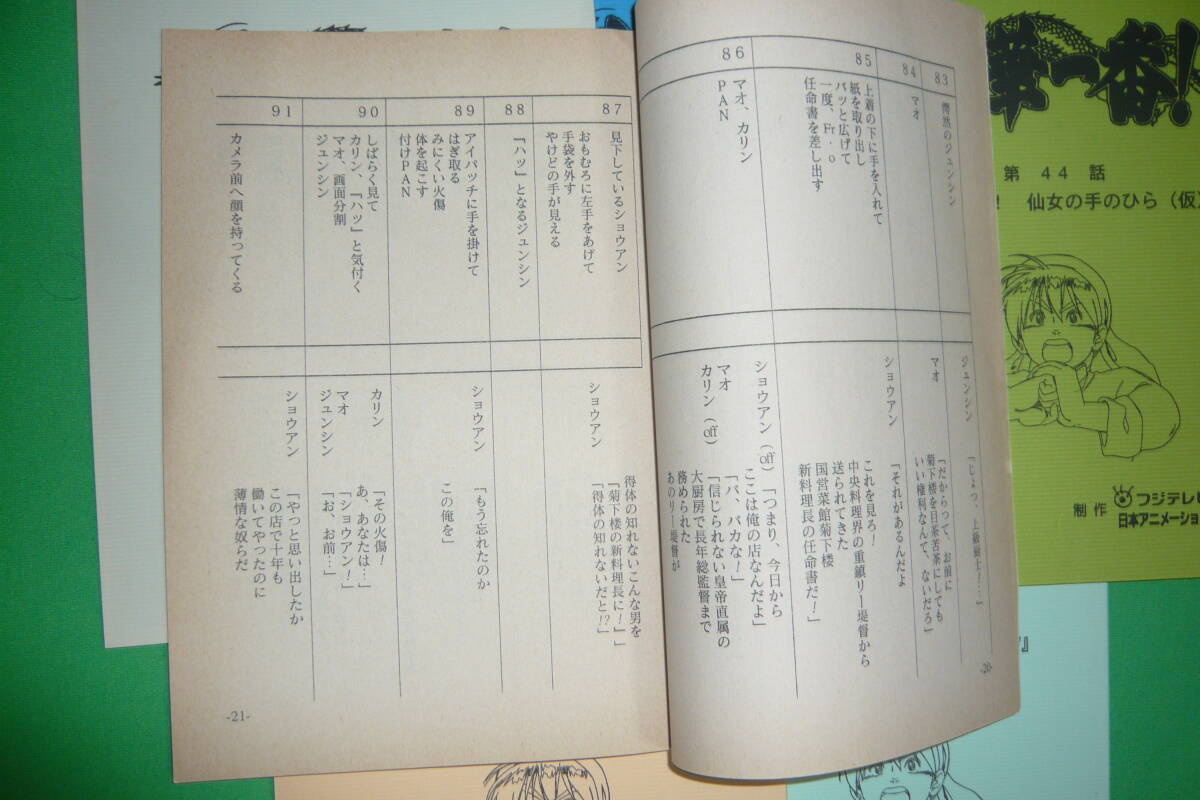 83
愕然のジュンシン
ジュンシン
「じょっ、上級厨士!…」
84
マオ
マオ
「だからって、お前に
菊下楼を目茶苦茶にしても
いい権利なんて、ないだろ」
85
上着の下に手を入れて
紙を取り出し
バッと広げて
一度、Fr・o
任命書を差し出す
ショウアン
「それがあるんだよ
これを見ろ!
中央料理界の重鎮リー堤督から
送られてきた
国営菜館菊下楼
新料理長の任命書だ!」
86
マオ、カリン
PAN
ショウアン(off)
「つまり、今日から
ここは俺の店なんだよ」
マオ
「バ、バカな!」
カリン(off)
「信じられない皇帝直属の
大厨房で長年総監督まで
務められた
あのリー堤督が
-20-
87
見下しているショウアン
おもむろに左手をあげて
手袋を外す
やけどの手が見える
得体の知れないこんな男を
「菊下楼の新料理長に!」」
ショウアン
「得体の知れないだと!?」
88
「ハッ」となるジュンシン
89
アイパッチに手を掛けて
はぎ取る
みにくい火傷
体を起こす
付けPAN
ショウアン
「もう忘れたのか
この俺を」
90
しばらく見て
カリン、「ハッ」と気付く
マオ、画面分割
ジュンシン
カリン
「その火傷!
あ、あなたは…」
マオ
「ショウアン!」
ジュンシン
「お、お前…」
91
カメラ前へ顔を持ってくる
ショウアン
「やっと思い出したか
この店で十年も
働いてやったのに
薄情な奴らだ
-21-
華一番!
第 44 話
! 仙女の手のひら(仮)
制作
フジテレビ
日本アニメーショ
』